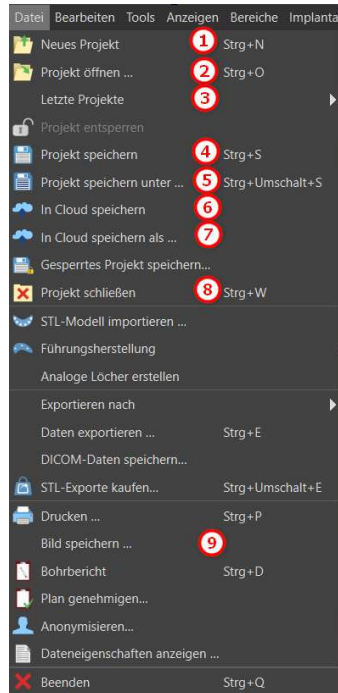 Datei Bearbeiten Tools Anzeigen Bereiche Implanta
Neues Projekt 1 Strg+N
Projekt öffnen ... 2 Strg+O
Letzte Projekte 3
Projekt entsperren
Projekt speichern 4 Strg+S
Projekt speichern unter ... 5 Strg+Umschalt+S
In Cloud speichern 6
In Cloud speichern als ... 7
Gesperrtes Projekt speichern...
Projekt schließen 8 Strg+W
STL-Modell importieren ...
Führungsherstellung
Analoge Löcher erstellen
Exportieren nach
Daten exportieren ... Strg+E
DICOM-Daten speichern...
STL-Exporte kaufen... Strg+Umschalt+E
Drucken ... Strg+P
Bild speichern ... 9
Bohrbericht Strg+D
Plan genehmigen...
Anonymisieren...
Dateneigenschaften anzeigen ...
Beenden Strg+Q